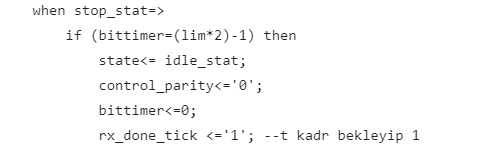 when stop_stat=>
if (bittimer=(lim*2)-1) then
state<= idle_stat;
control_parity<='0';
bittimer<=0;
rx_done_tick <='1'; --t kadr bekleyip 1